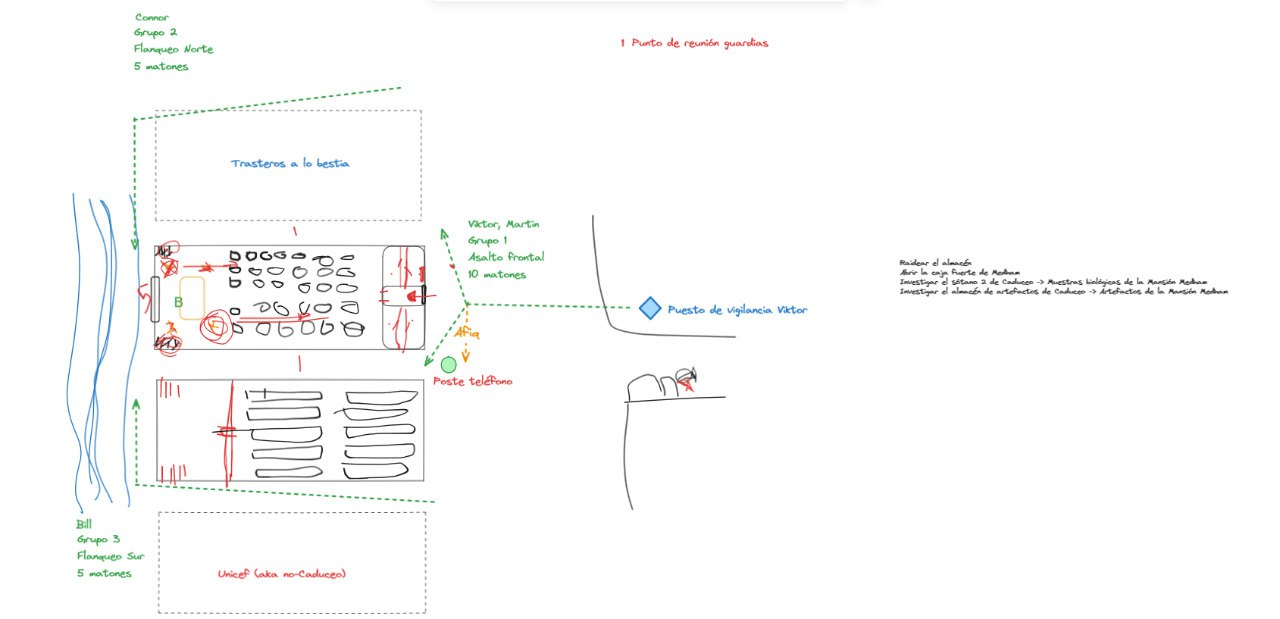 Connor
Grupo 2
Flanqueo Norte
5 matones
1 Punto de reunión guardias
Trasteros a lo bestia
Viktor, Martin
Grupo 1
Asalto frontal
10 matones
Raidear el almacén
Abrir la caja fuerte de Medham
Investigar el sótano 2 de Caduceo -> Muestras biológicas de la Mansión Medham
Investigar el almacén de artefactos de Caduceo -> Artefactos de la Mansión Medham
B
Puesto de vigilancia Viktor
Afiq
Poste teléfono
Bill
Grupo 3
Flanqueo Sur
5 matones
Unicef (aka no-Caduceo)